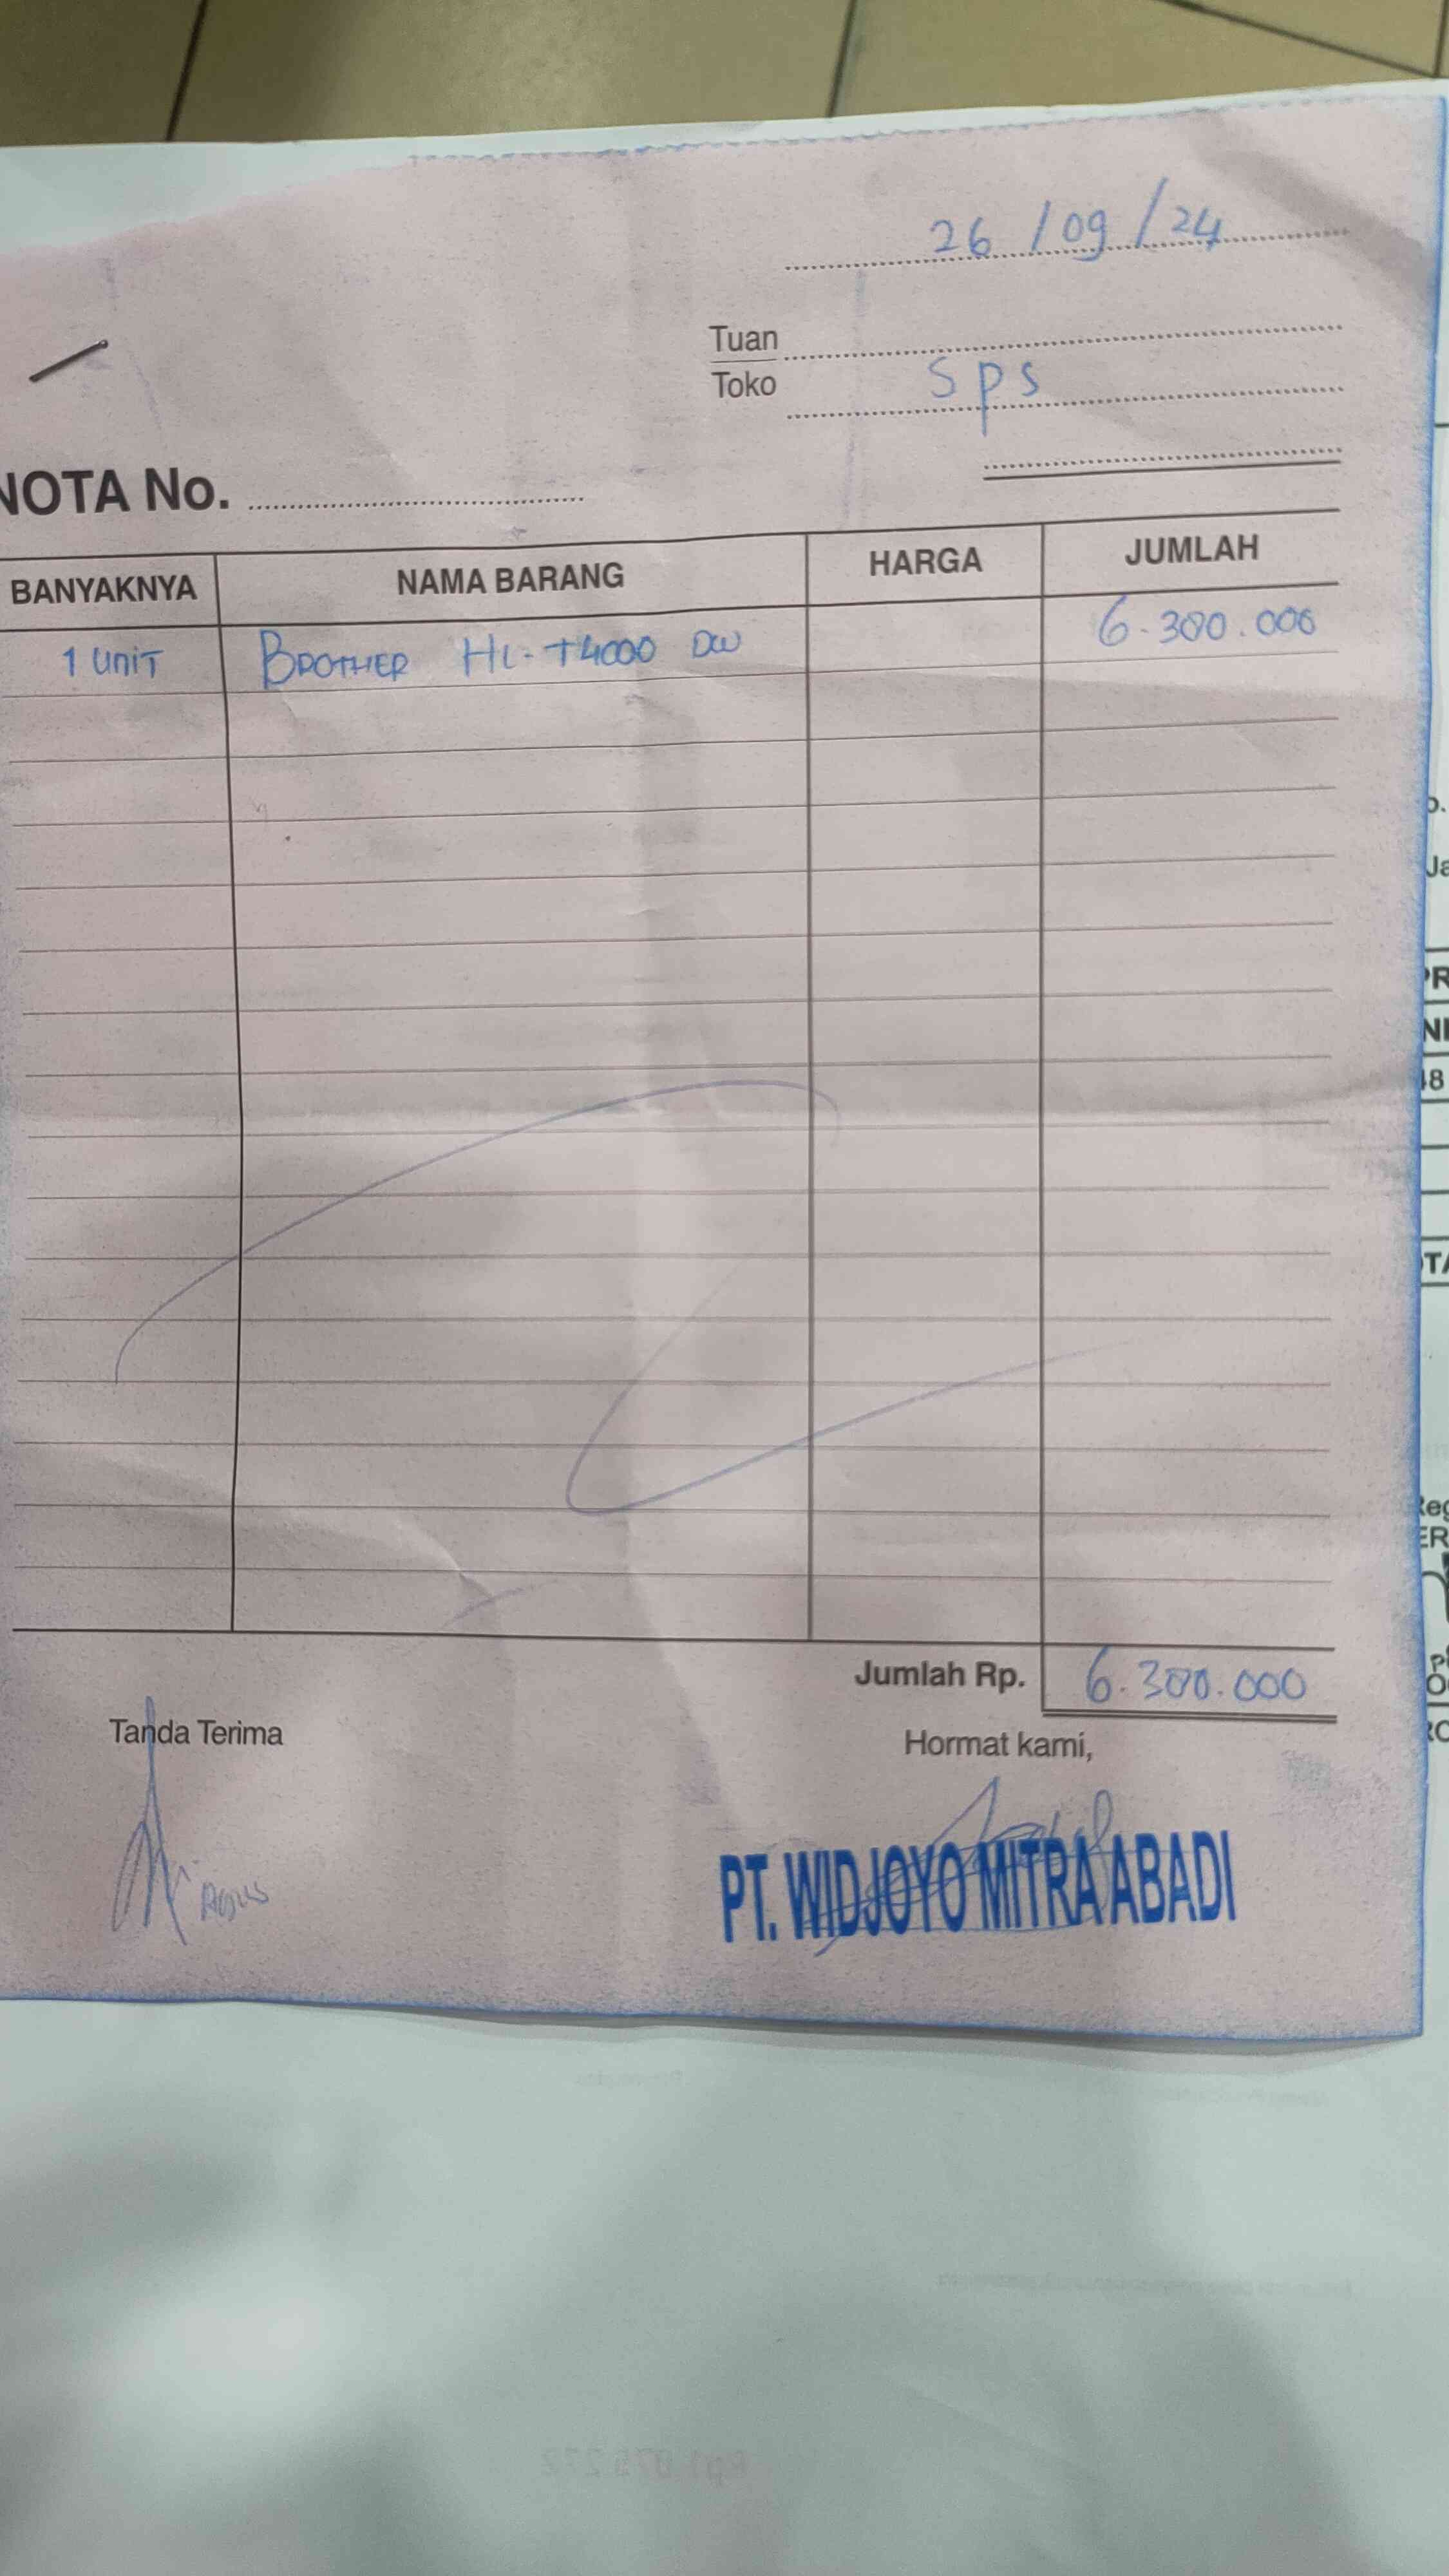 26/09/24
Tuan
Toko sps
NOTA No.
BANYAKNYA NAMA BARANG HARGA JUMLAH
1 UNIT BROTHER HL-T4000 DW 6.300.000
Jumlah Rp. 6.300.000
Tanda Terima Hormat kami,
AGUS
PT. WIDJOYO MITRA ABADI